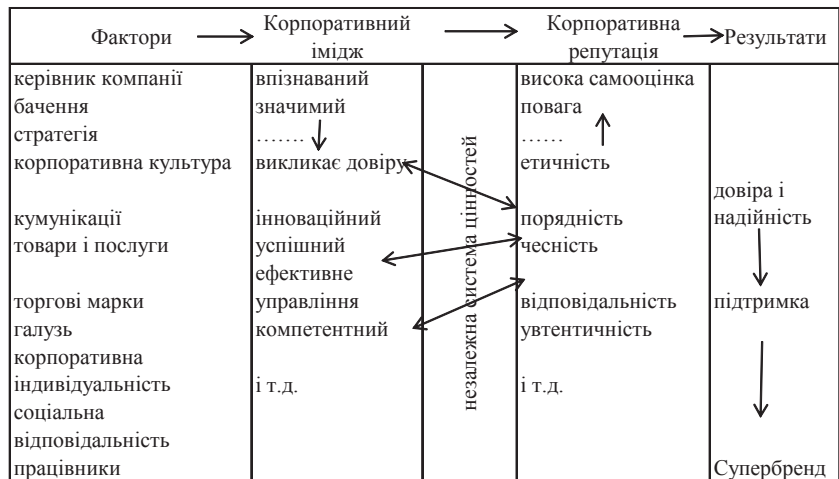 Фактори
Корпоративний
імідж
Корпоративна
репутація
Результати
керівник компанії
бачення
стратегія
корпоративна культура
кумунікації
товари і послуги
торгові марки
галузь
корпоративна
індивідуальність
соціальна
відповідальність
працівники
впізнаваний
значимий
…….
викликає довіру
інноваційний
успішний
ефективне
управління
компетентний
і т.д.
незалежна система цінностей
висока самооцінка
повага
……
етичність
порядність
чесність
відповідальність
увтентичність
і т.д.
довіра і
надійність
підтримка
Супербренд